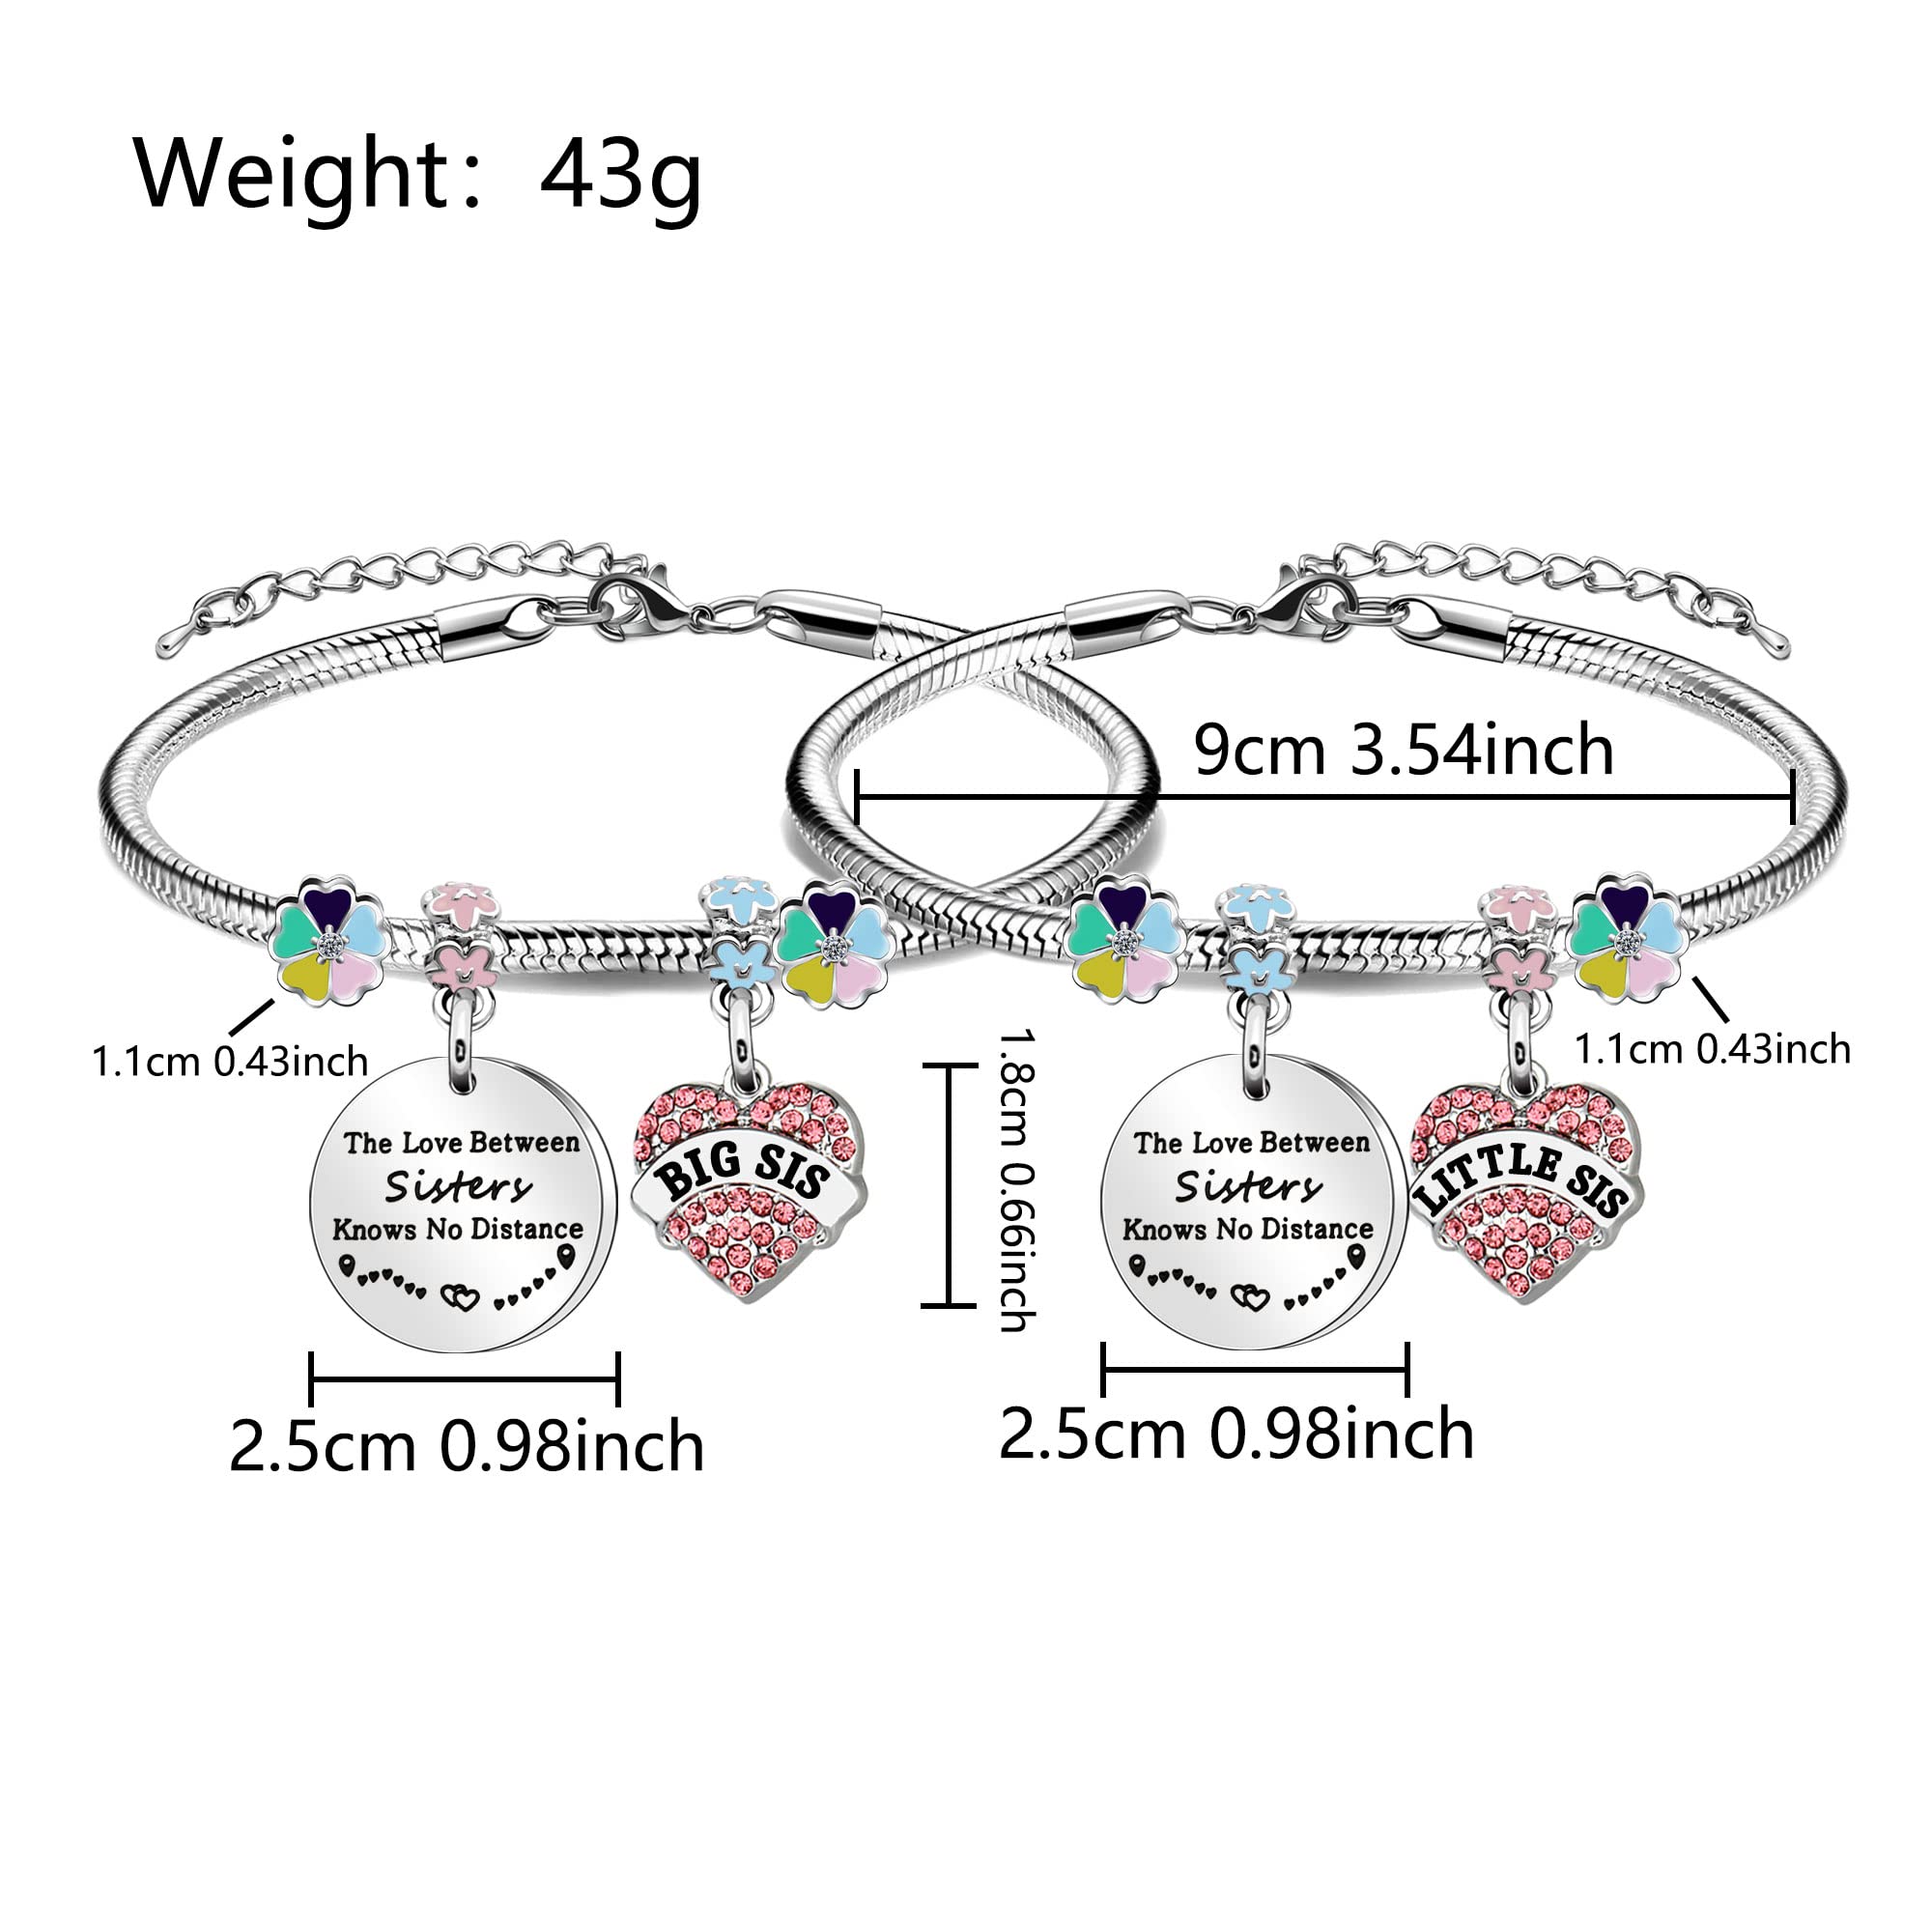 Weight：43g
9cm 3.54inch
1.1cm 0.43inch
1.1cm 0.43inch
The Love Between
Sisters
Knows No Distance
BIG SIS
1.8cm 0.66inch
The Love Between
Sisters
Knows No Distance
LITTLE SIS
2.5cm 0.98inch
2.5cm 0.98inch